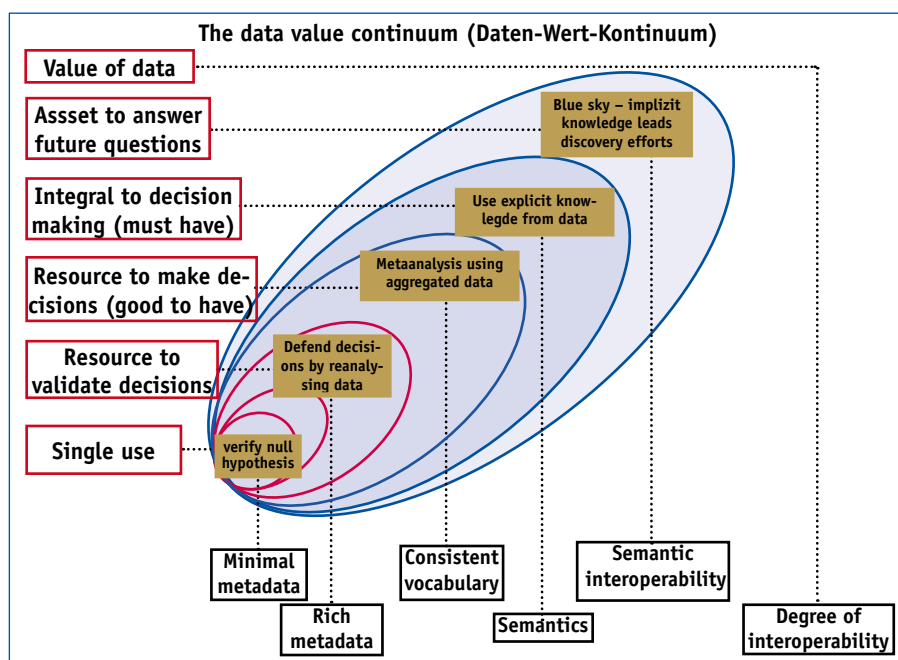 The data value continuum (Daten-Wert-Kontinuum)
Value of data
Assset to answer
future questions
Blue sky – implizit
knowledge leads
discovery efforts
Integral to decision
making (must have)
Use explicit know-
legde from data
Resource to make de-
cisions (good to have)
Metaanalysis using
aggregated data
Resource to
validate decisions
Defend decisi-
ons by reanaly-
sing data
Single use
verify null
hypothesis
Minimal
metadata
Rich
metadata
Consistent
vocabulary
Semantics
Semantic
interoperability
Degree of
interoperability